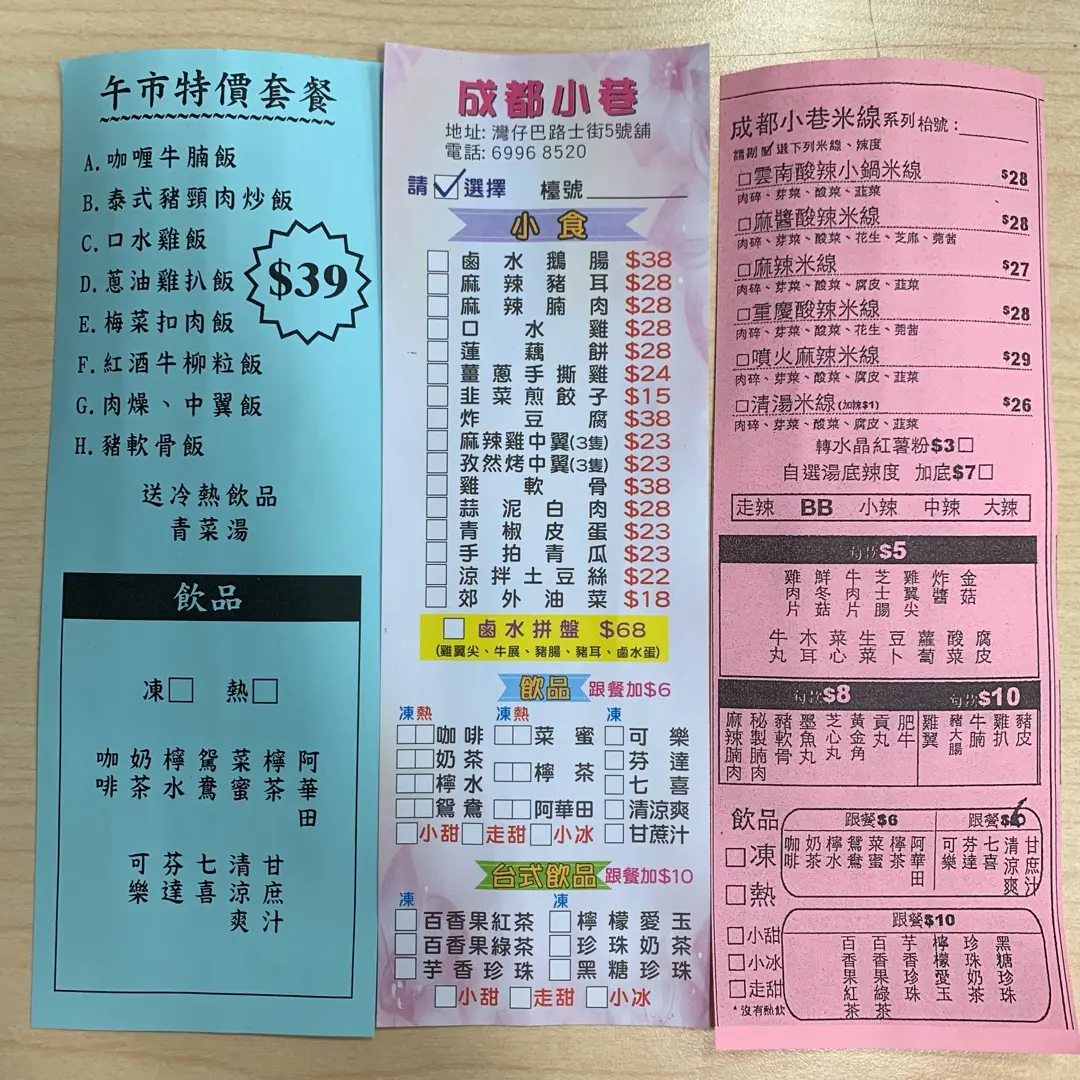 午市特價套餐
A.咖喱牛腩飯
B.泰式豬頸肉炒飯
C.口水雞飯
D.蔥油雞扒飯
E.梅菜扣肉飯
F.紅酒牛柳粒飯
G.肉燥、中翼飯
H.豬軟骨飯
$39
送冷熱飲品
青菜湯
飲品
凍□ 熱□
咖啡 奶茶 檸水 鴛鴦 菜蜜 檸茶 阿華田
可樂 芬達 七喜 清涼爽 甘庶汁
成都小巷
地址: 灣仔巴路士街5號舖
電話: 6996 8520
請☑選擇 檯號
小食
□鹵水鵝腸 $38
□麻辣豬耳 $28
□麻辣腩肉 $28
□口水雞 $28
□蓮藕餅 $28
□薑蔥手撕雞 $24
□韭菜煎餃子 $15
□炸豆腐 $38
□麻辣雞中翼(3隻) $23
□孜然烤中翼(3隻) $23
□雞軟骨 $38
□蒜泥白肉 $28
□青椒皮蛋 $23
□手拍青瓜 $23
□涼拌土豆絲 $22
□郊外油菜 $18
□鹵水拼盤 $68
(雞翼尖、牛展、豬腸、豬耳、鹵水蛋)
飲品 跟餐加$6
凍熱 凍熱 凍
□□咖啡 □□菜蜜 □可樂
□□奶茶 □□檸茶 □芬達
□□檸水 □七喜
□□鴛鴦 □□阿華田 □清涼爽
□小甜 □走甜 □小冰 □甘蔗汁
台式飲品 跟餐加$10
凍 凍
□百香果紅茶 □檸檬愛玉
□百香果綠茶 □珍珠奶茶
□芋香珍珠 □黑糖珍珠
□小甜 □走甜 □小冰
成都小巷米線系列 枱號：
請剔☑選下列米線、辣度
□雲南酸辣小鍋米線 $28
肉碎、芽菜、酸菜、韮菜
□麻醬酸辣米線 $28
肉碎、芽菜、酸菜、花生、芝麻、莞茜
□麻辣米線 $27
肉碎、芽菜、酸菜、腐皮、韮菜
□重慶酸辣米線 $28
肉碎、芽菜、酸菜、花生、莞茜
□噴火麻辣米線 $29
肉碎、芽菜、酸菜、腐皮、韮菜
□清湯米線(加辣$1) $26
肉碎、芽菜、酸菜、腐皮、韮菜
轉水晶紅薯粉$3□
自選湯底辣度 加底$7□
走辣 BB 小辣 中辣 大辣
每款$5
雞肉片 鮮冬菇 牛肉片 芝士腸 雞翼尖 炸醬 金菇
牛丸 木耳 菜心 生菜 豆卜 蘿蔔 酸菜 腐皮
每款$8 每款$10
麻辣腩肉 秘製腩肉 豬軟骨 墨魚丸 芝心丸 黃金角 貢丸 肥牛 雞翼 豬大腸 牛腩 雞扒 豬皮
飲品
□凍
□熱
□小甜
□小冰
□走甜
*沒有熱飲
跟餐$6 跟餐$6
咖啡 奶茶 檸水 鴛鴦 菜蜜 檸茶 阿華田 可樂 芬達 七喜 清涼爽 甘庶汁
跟餐$10
百香果紅茶 百香果綠茶 芋香珍珠 檸檬愛玉 珍珠奶茶 黑糖珍珠